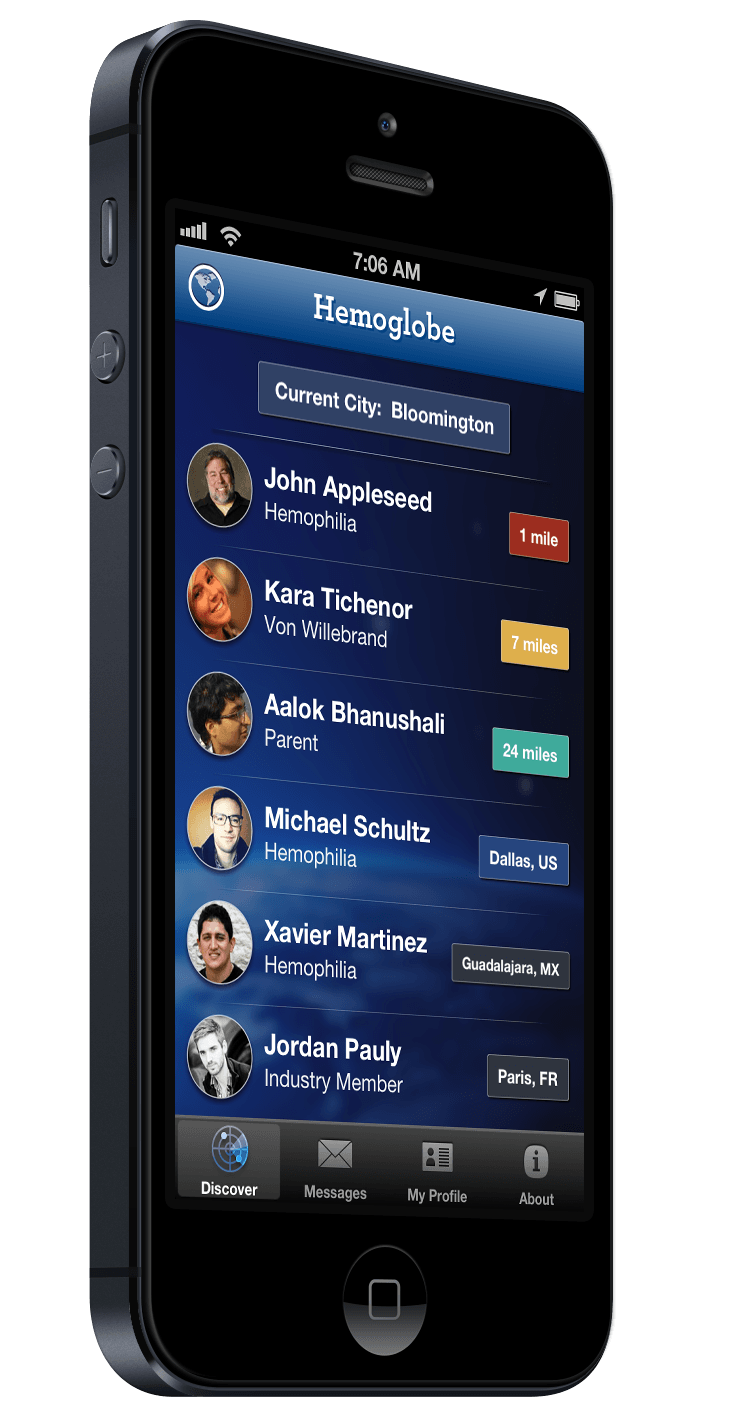 7:06 AM
Hemoglobe
Current City: Bloomington
John Appleseed
Hemophilia
1 mile
Kara Tichenor
Von Willebrand
7 miles
Aalok Bhanushali
Parent
24 miles
Michael Schultz
Hemophilia
Dallas, US
Xavier Martinez
Hemophilia
Guadalajara, MX
Jordan Pauly
Industry Member
Paris, FR
Discover
Messages
My Profile
About